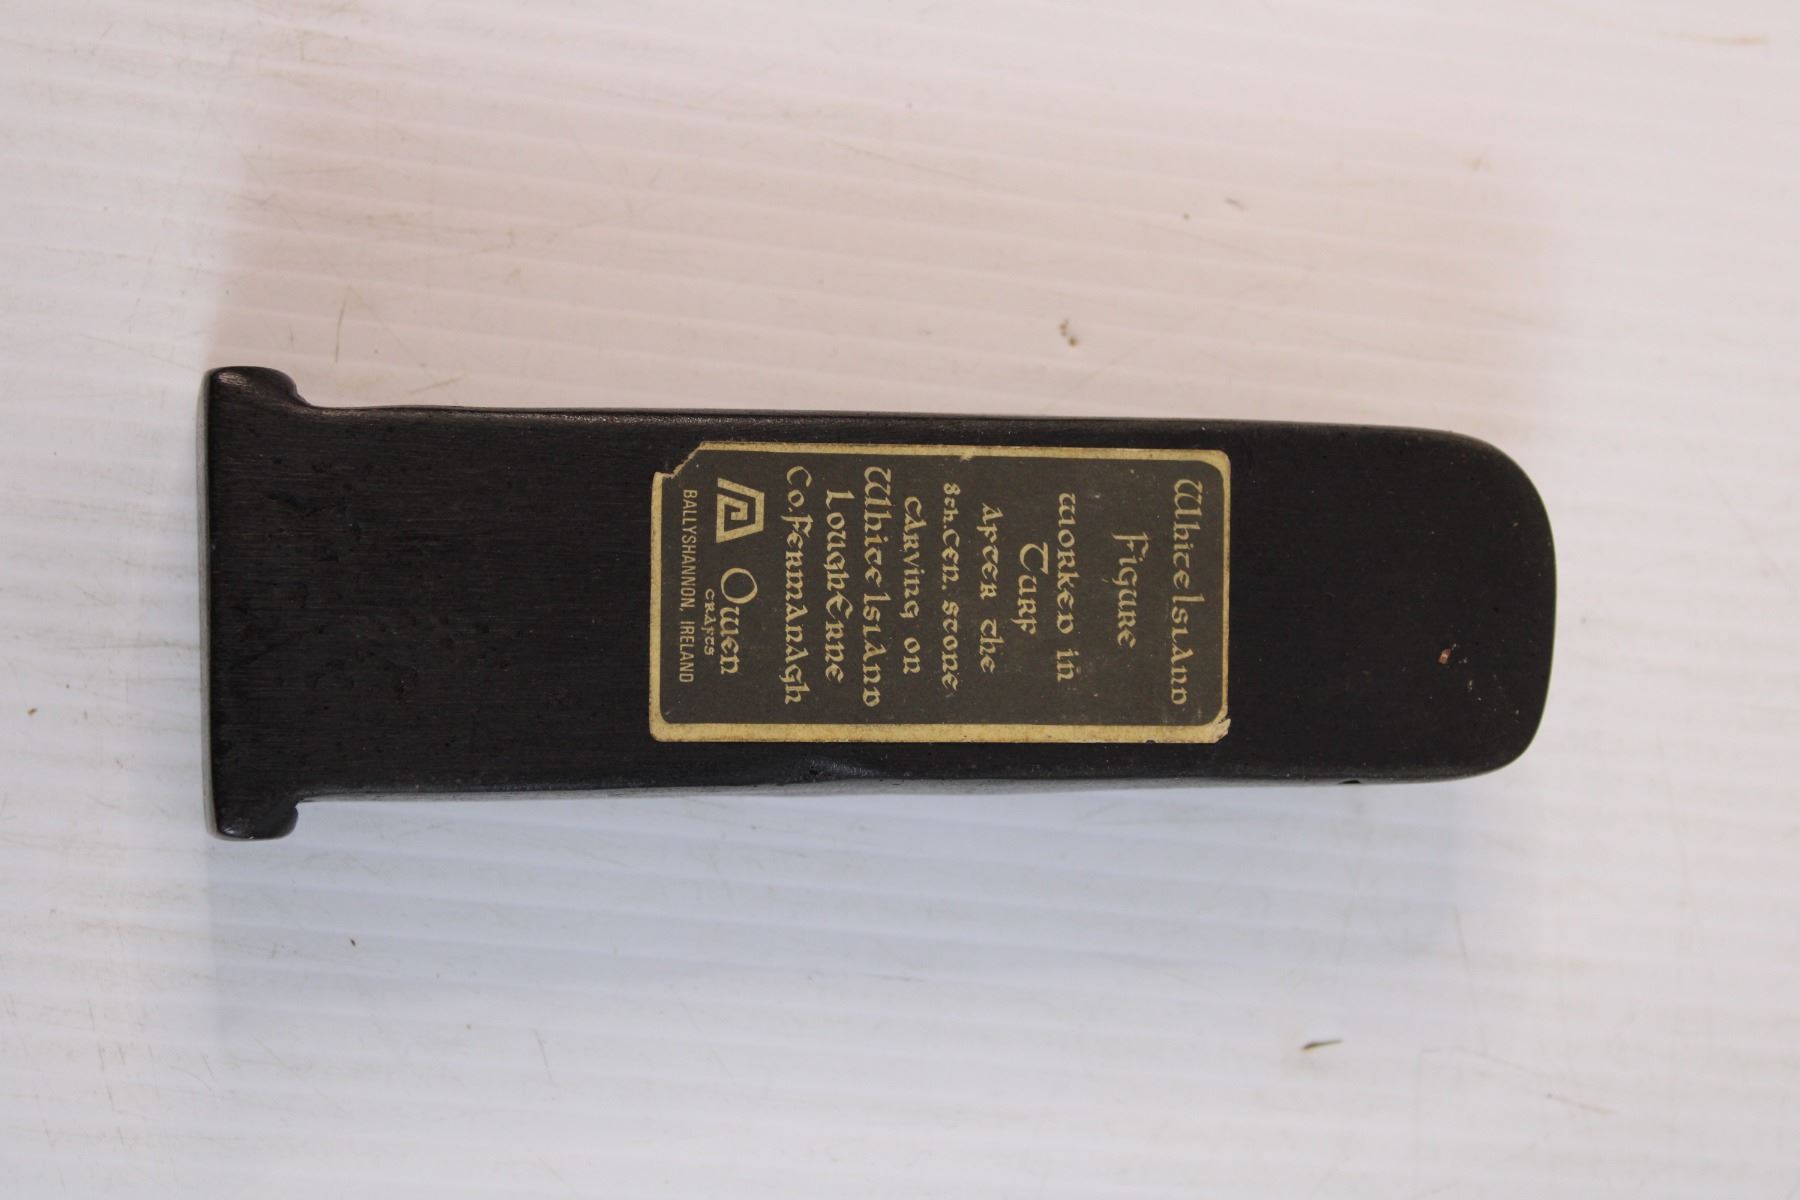 White Island
Figure
worked in
Turf
after the
8th. cen. stone
carving on
White Island
Lough Erne
Co. Fermanagh
Owen
crafts
BALLYSHANNON, IRELAND